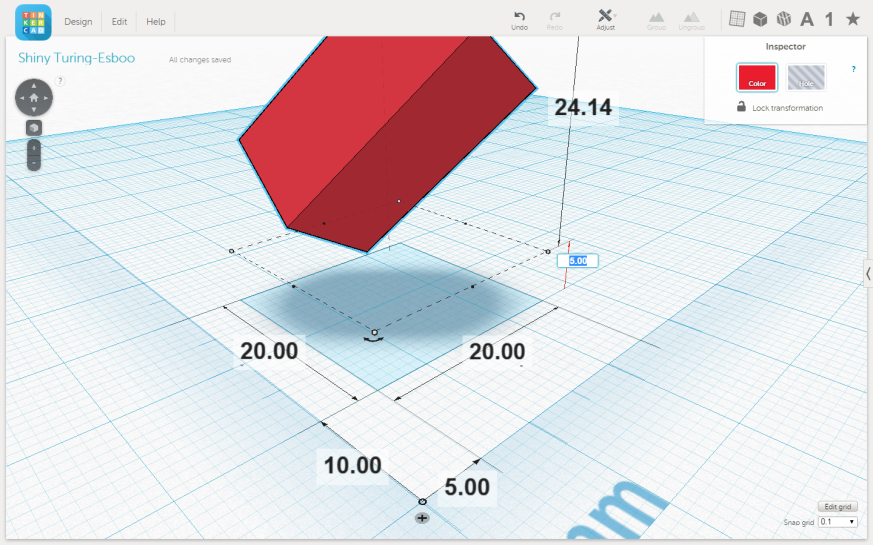 TIN
KER
CAD
Design
Edit
Help
Undo
Redo
Adjust
Group
Ungroup
A 1
Shiny Turing-Esboo
All changes saved
?
Inspector
?
Color
Hole
Lock transformation
24.14
5.00
20.00
20.00
10.00
5.00
am
Edit grid
Snap grid 0.1